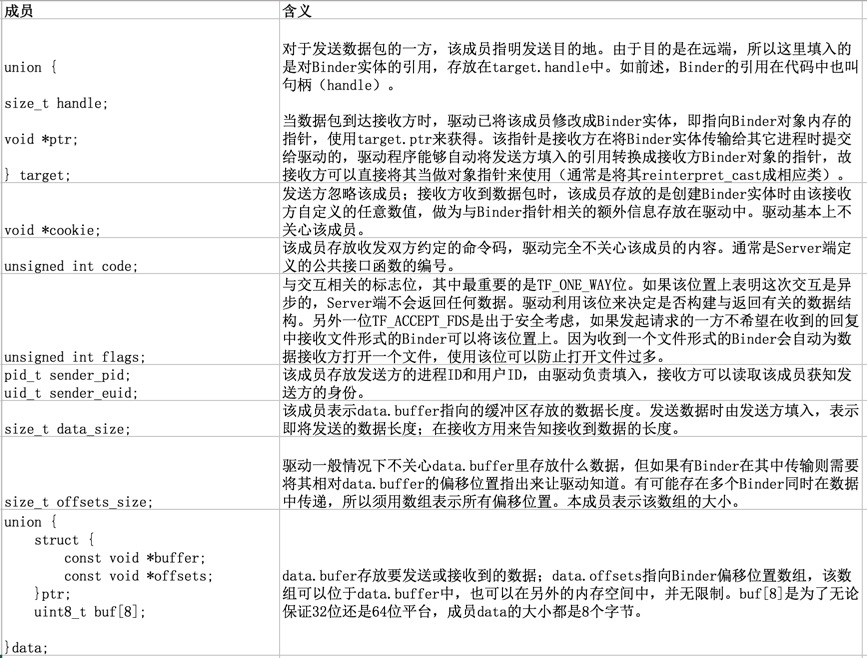 成员 含义
union {
size_t handle;
void *ptr;
} target;
对于发送数据包的一方，该成员指明发送目的地。由于目的是在远端，所以这里填入的
是对Binder实体的引用，存放在target.handle中。如前述，Binder的引用在代码中也叫
句柄（handle）。
当数据包到达接收方时，驱动已将该成员修改成Binder实体，即指向Binder对象内存的
指针，使用target.ptr来获得。该指针是接收方在将Binder实体传输给其它进程时提交
给驱动的，驱动程序能够自动将发送方填入的引用转换成接收方Binder对象的指针，故
接收方可以直接将其当做对象指针来使用（通常是将其reinterpret_cast成相应类）。
void *cookie;
发送方忽略该成员；接收方收到数据包时，该成员存放的是创建Binder实体时由该接收
方自定义的任意数值，做为与Binder指针相关的额外信息存放在驱动中。驱动基本上不
关心该成员。
unsigned int code;
该成员存放收发双方约定的命令码，驱动完全不关心该成员的内容。通常是Server端定
义的公共接口函数的编号。
unsigned int flags;
与交互相关的标志位，其中最重要的是TF_ONE_WAY位。如果该位置上表明这次交互是异
步的，Server端不会返回任何数据。驱动利用该位来决定是否构建与返回有关的数据结
构。另外一位TF_ACCEPT_FDS是出于安全考虑，如果发起请求的一方不希望在收到的回复
中接收文件形式的Binder可以将该位置上。因为收到一个文件形式的Binder会自动为数
据接收方打开一个文件，使用该位可以防止打开文件过多。
pid_t sender_pid;
uid_t sender_euid;
该成员存放发送方的进程ID和用户ID，由驱动负责填入，接收方可以读取该成员获知发
送方的身份。
size_t data_size;
该成员表示data.buffer指向的缓冲区存放的数据长度。发送数据时由发送方填入，表示
即将发送的数据长度；在接收方用来告知接收到数据的长度。
size_t offsets_size;
驱动一般情况下不关心data.buffer里存放什么数据，但如果有Binder在其中传输则需要
将其相对data.buffer的偏移位置指出来让驱动知道。有可能存在多个Binder同时在数据
中传递，所以须用数组表示所有偏移位置。本成员表示该数组的大小。
union {
struct {
const void *buffer;
const void *offsets;
}ptr;
uint8_t buf[8];
}data;
data.bufer存放要发送或接收到的数据；data.offsets指向Binder偏移位置数组，该数
组可以位于data.buffer中，也可以在另外的内存空间中，并无限制。buf[8]是为了无论
保证32位还是64位平台，成员data的大小都是8个字节。